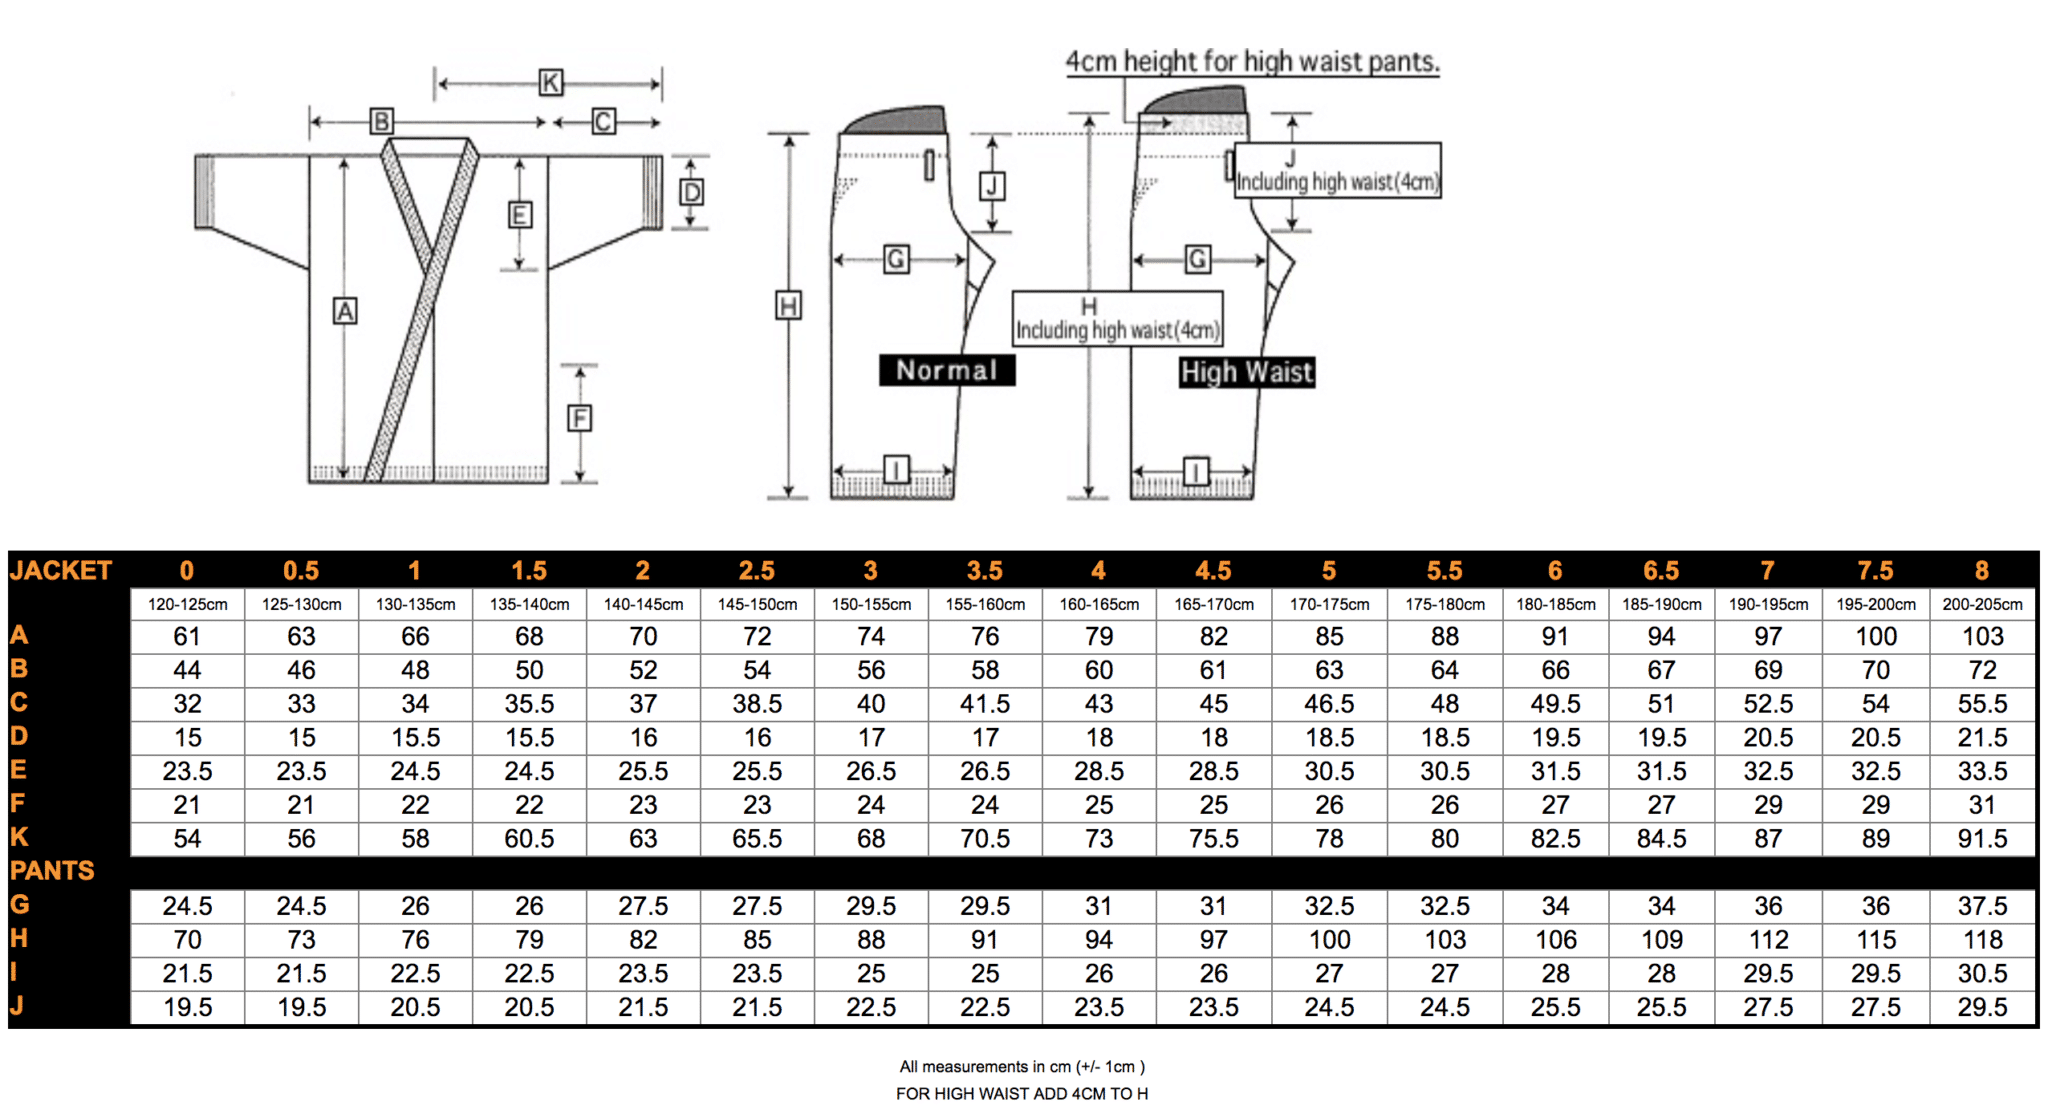 4cm height for high waist pants.
K
B
C
A
E
D
F
H
J
G
I
Normal
J
Including high waist(4cm)
G
H
Including high waist(4cm)
High Waist
I
JACKET 0 0.5 1 1.5 2 2.5 3 3.5 4 4.5 5 5.5 6 6.5 7 7.5 8
120-125cm 125-130cm 130-135cm 135-140cm 140-145cm 145-150cm 150-155cm 155-160cm 160-165cm 165-170cm 170-175cm 175-180cm 180-185cm 185-190cm 190-195cm 195-200cm 200-205cm
A 61 63 66 68 70 72 74 76 79 82 85 88 91 94 97 100 103
B 44 46 48 50 52 54 56 58 60 61 63 64 66 67 69 70 72
C 32 33 34 35.5 37 38.5 40 41.5 43 45 46.5 48 49.5 51 52.5 54 55.5
D 15 15 15.5 15.5 16 16 17 17 18 18 18.5 18.5 19.5 19.5 20.5 20.5 21.5
E 23.5 23.5 24.5 24.5 25.5 25.5 26.5 26.5 28.5 28.5 30.5 30.5 31.5 31.5 32.5 32.5 33.5
F 21 21 22 22 23 23 24 24 25 25 26 26 27 27 29 29 31
K 54 56 58 60.5 63 65.5 68 70.5 73 75.5 78 80 82.5 84.5 87 89 91.5
PANTS
G 24.5 24.5 26 26 27.5 27.5 29.5 29.5 31 31 32.5 32.5 34 34 36 36 37.5
H 70 73 76 79 82 85 88 91 94 97 100 103 106 109 112 115 118
I 21.5 21.5 22.5 22.5 23.5 23.5 25 25 26 26 27 27 28 28 29.5 29.5 30.5
J 19.5 19.5 20.5 20.5 21.5 21.5 22.5 22.5 23.5 23.5 24.5 24.5 25.5 25.5 27.5 27.5 29.5
All measurements in cm (+/- 1cm )
FOR HIGH WAIST ADD 4CM TO H